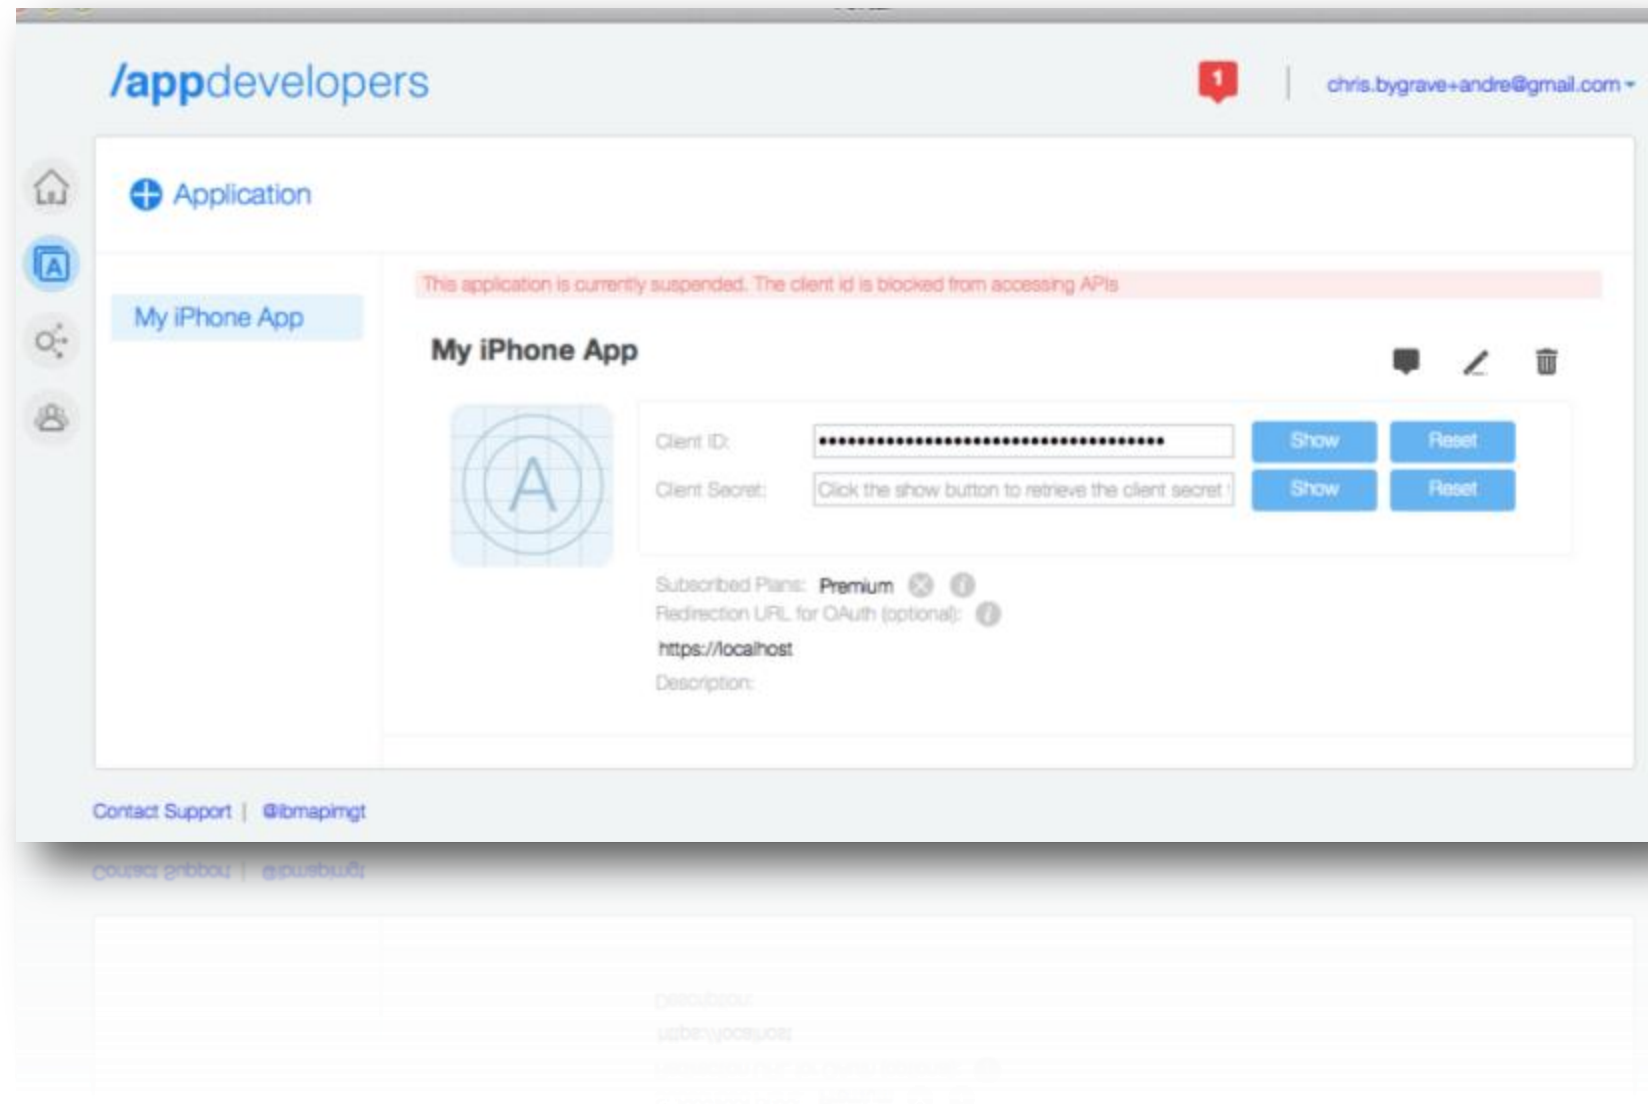 /appdevelopers
1
chris.bygrave+andre@gmail.com
Application
This application is currently suspended. The client id is blocked from accessing APIs
My iPhone App
My iPhone App
A
Client ID:
Show
Reset
Client Secret:
Click the show button to retrieve the client secret
Show
Reset
Subscribed Plans: Premium
Redirection URL for OAuth (optional):
https://localhost
Description:
Contact Support | @ibmapimgt